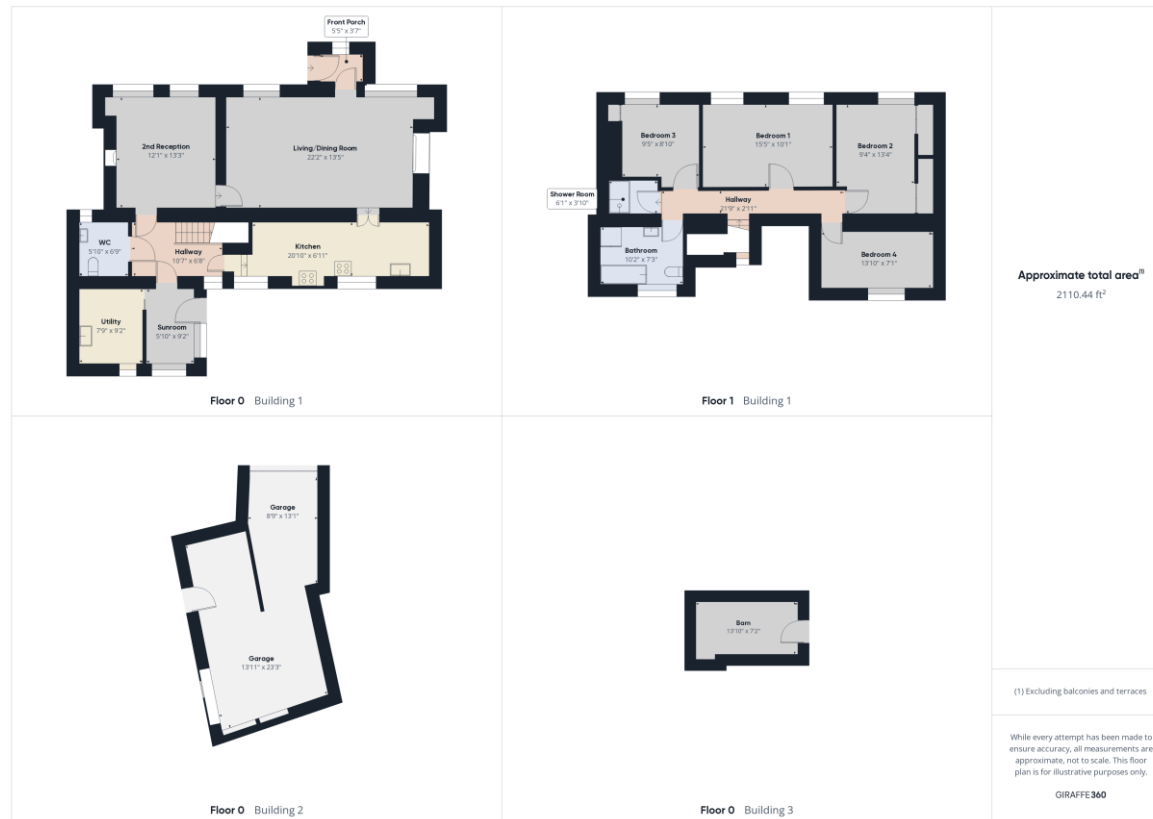 Front Porch
5'5" x 3'7"
2nd Reception
12'1" x 13'3"
Living/Dining Room
22'2" x 13'5"
WC
5'10" x 6'9"
Hallway
10'7" x 6'8"
Kitchen
20'10" x 6'11"
Utility
7'9" x 9'2"
Sunroom
5'10" x 9'2"
Floor 0 Building 1
Bedroom 3
9'5" x 8'10"
Bedroom 1
15'5" x 10'1"
Bedroom 2
9'4" x 13'4"
Shower Room
6'1" x 3'10"
Hallway
21'9" x 2'11"
Bathroom
10'2" x 7'3"
Bedroom 4
13'10" x 7'1"
Floor 1 Building 1
Approximate total area(1)
2110.44 ft²
Garage
8'9" x 13'1"
Garage
13'11" x 23'3"
Floor 0 Building 2
Barn
13'10" x 7'2"
Floor 0 Building 3
(1) Excluding balconies and terraces
While every attempt has been made to
ensure accuracy, all measurements are
approximate, not to scale. This floor
plan is for illustrative purposes only.
GIRAFFE360